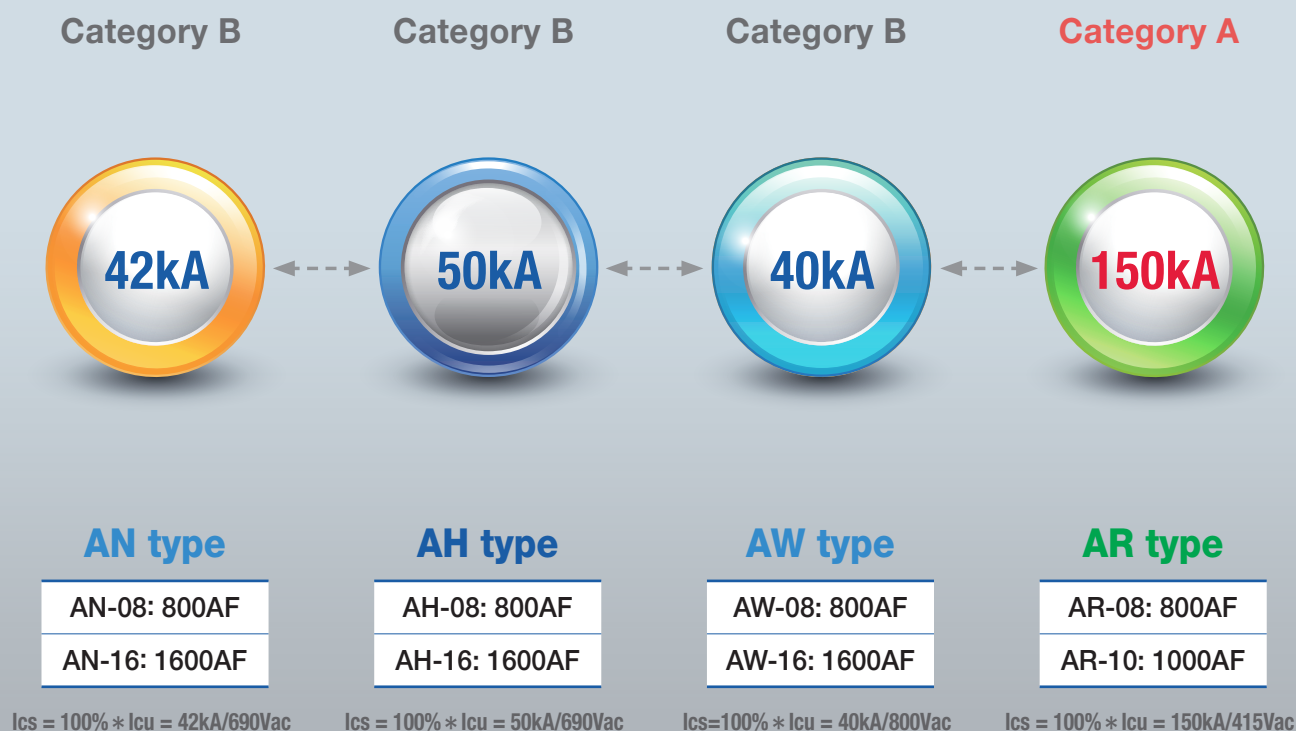 Category B
Category B
Category B
Category A
42kA
50kA
40kA
150kA
AN type
AH type
AW type
AR type
AN-08: 800AF
AH-08: 800AF
AW-08: 800AF
AR-08: 800AF
AN-16: 1600AF
AH-16: 1600AF
AW-16: 1600AF
AR-10: 1000AF
Ics = 100%＊Icu = 42kA/690Vac
Ics = 100%＊Icu = 50kA/690Vac
Ics=100%＊Icu = 40kA/800Vac
Ics = 100%＊Icu = 150kA/415Vac